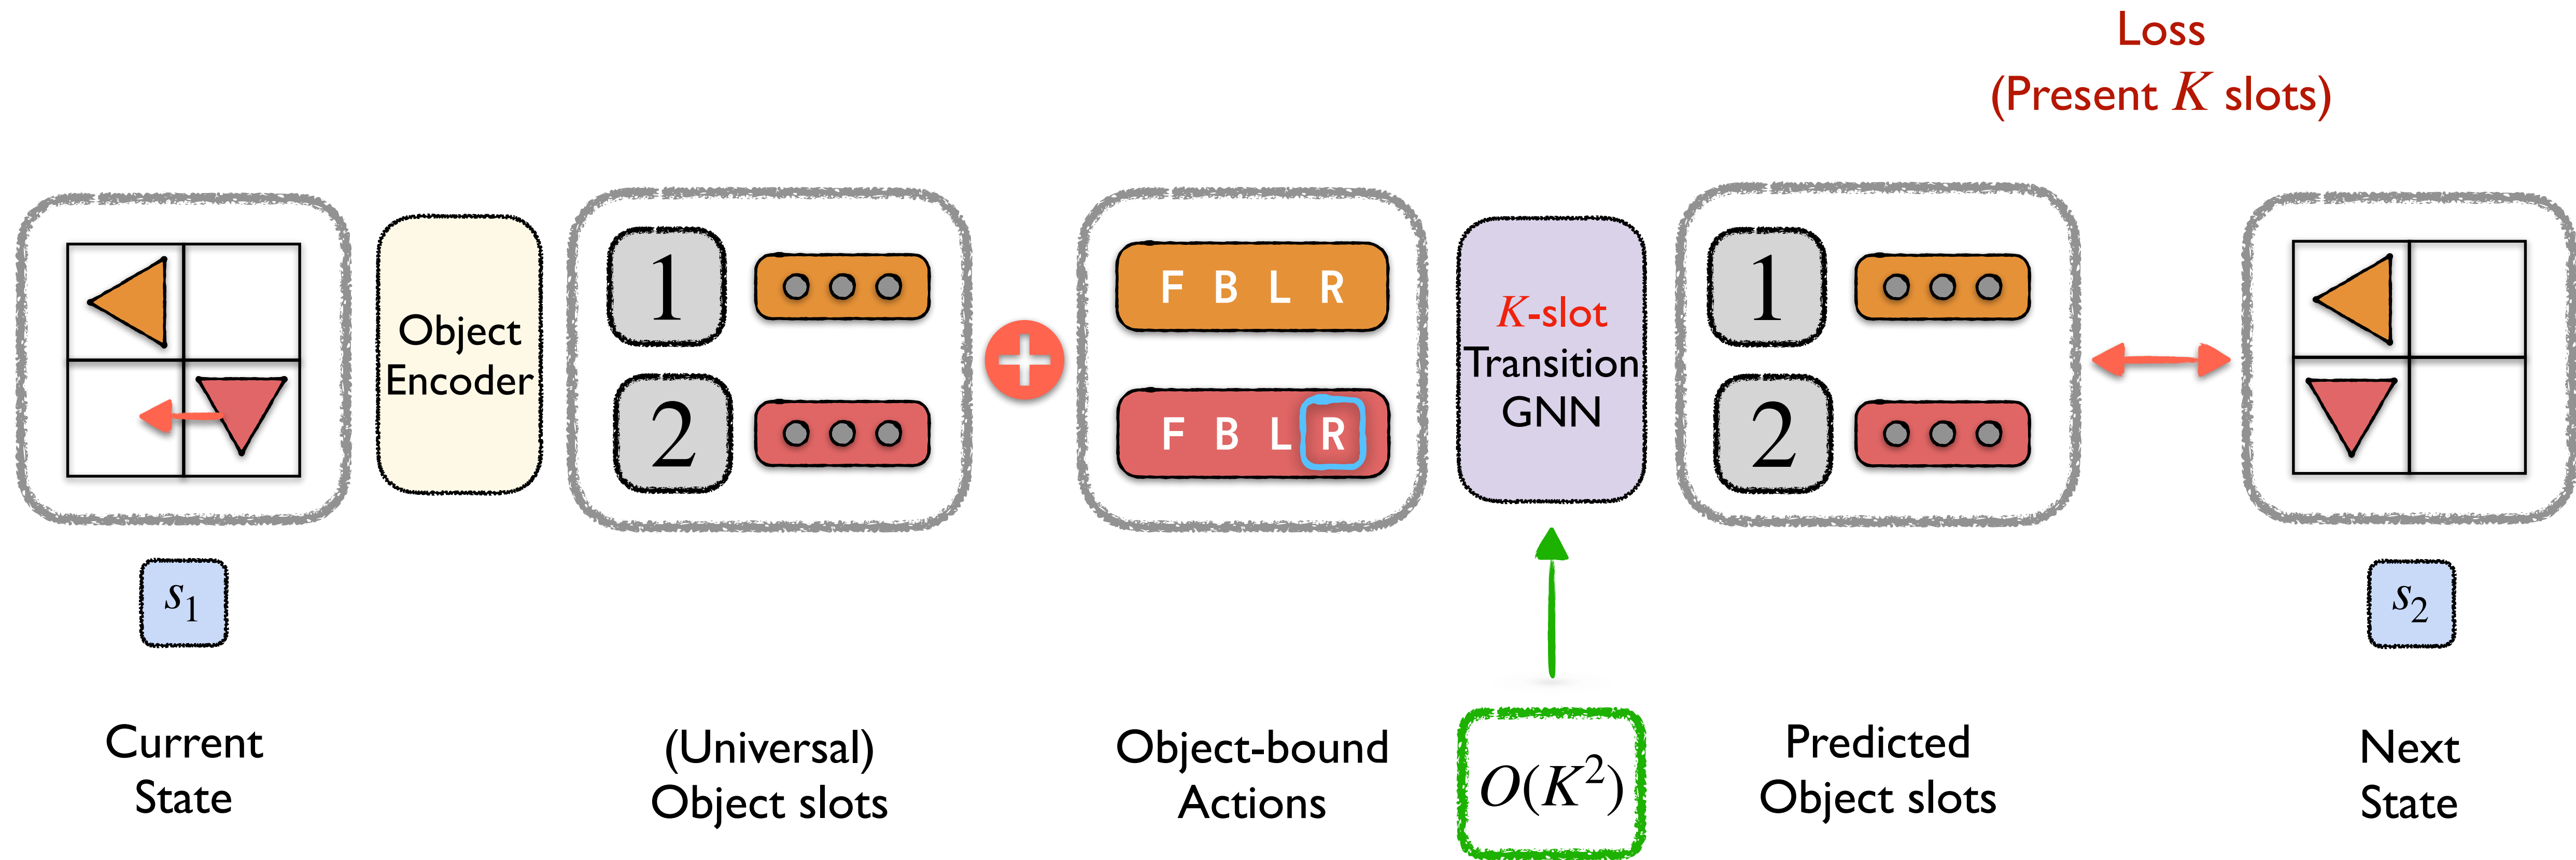 Loss
(Present K slots)
Object
Encoder
1
2
F B L R
F B L R
K-slot
Transition
GNN
1
2
s₁
s₂
Current
State
(Universal)
Object slots
Object-bound
Actions
O(K²)
Predicted
Object slots
Next
State